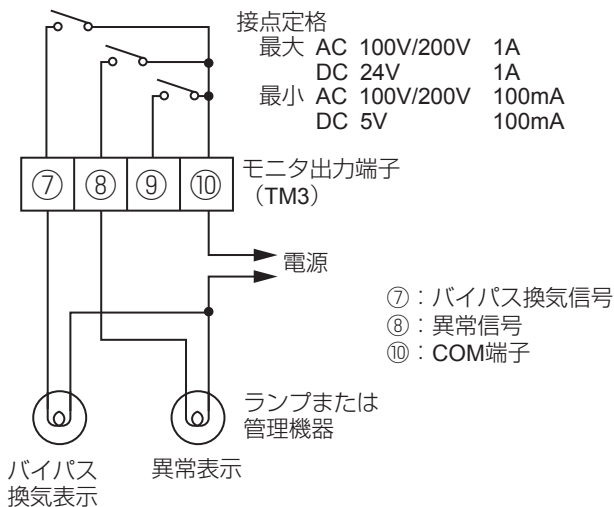 接点定格
最大 AC 100V/200V 1A
DC 24V 1A
最小 AC 100V/200V 100mA
DC 5V 100mA
⑦ ⑧ ⑨ ⑩
モニタ出力端子
（TM3）
電源
⑦：バイパス換気信号
⑧：異常信号
⑩：COM端子
ランプまたは
管理機器
バイパス
換気表示
異常表示